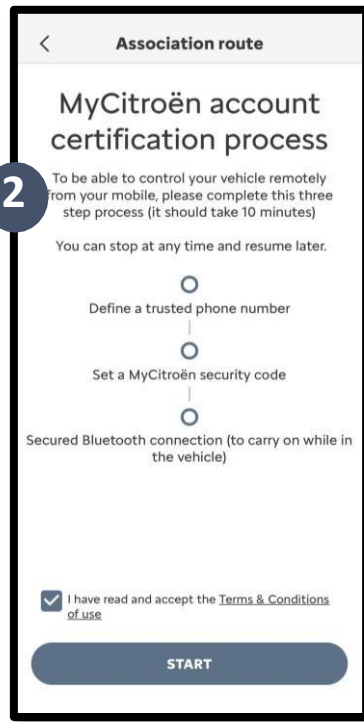 Association route
MyCitroën account
certification process
2
To be able to control your vehicle remotely
from your mobile, please complete this three
step process (it should take 10 minutes)
You can stop at any time and resume later.
Define a trusted phone number
Set a MyCitroën security code
Secured Bluetooth connection (to carry on while in
the vehicle)
I have read and accept the Terms & Conditions
of use
START